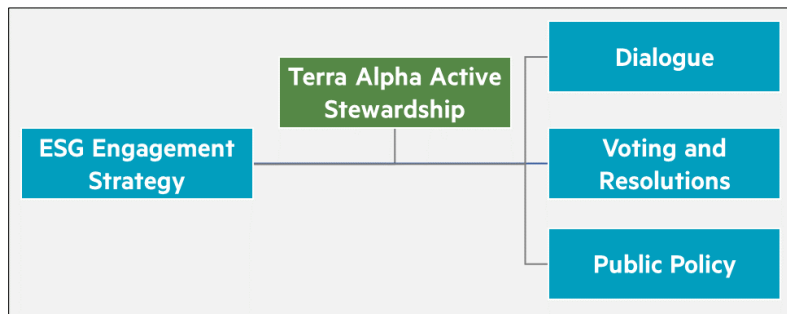 Terra Alpha Active
Stewardship
ESG Engagement
Strategy
Dialogue
Voting and
Resolutions
Public Policy